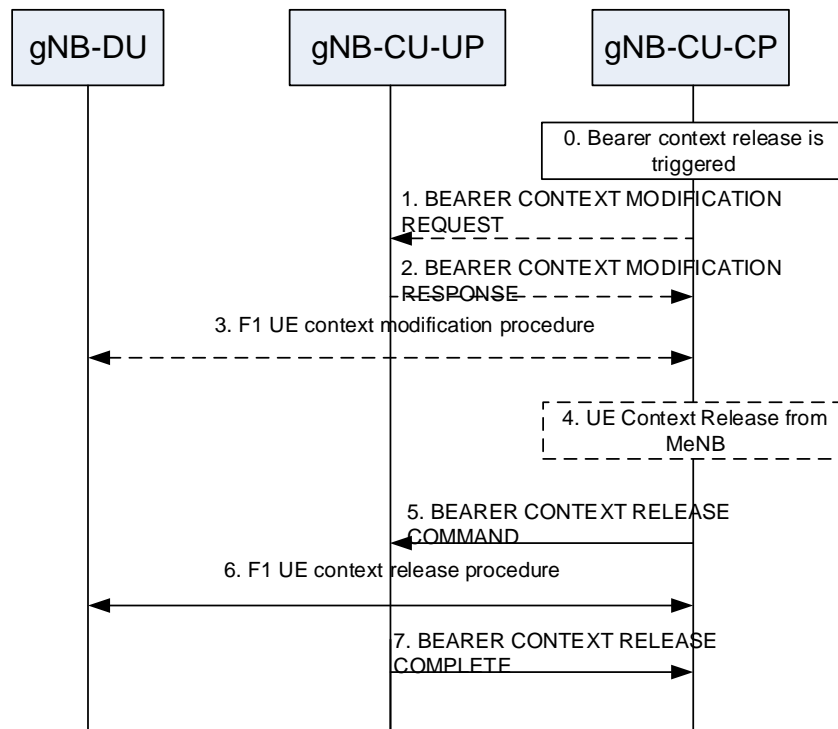 gNB-DU
gNB-CU-UP
gNB-CU-CP
0. Bearer context release is
triggered
1. BEARER CONTEXT MODIFICATION
REQUEST
2. BEARER CONTEXT MODIFICATION
RESPONSE
3. F1 UE context modification procedure
4. UE Context Release from
MeNB
5. BEARER CONTEXT RELEASE
COMMAND
6. F1 UE context release procedure
7. BEARER CONTEXT RELEASE
COMPLETE